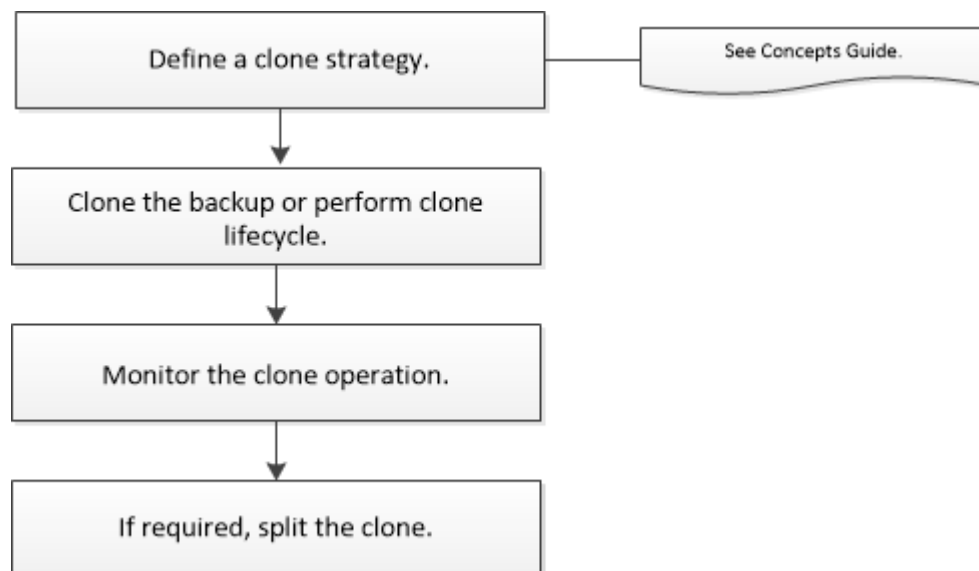 Define a clone strategy.
See Concepts Guide.
Clone the backup or perform clone
lifecycle.
Monitor the clone operation.
If required, split the clone.